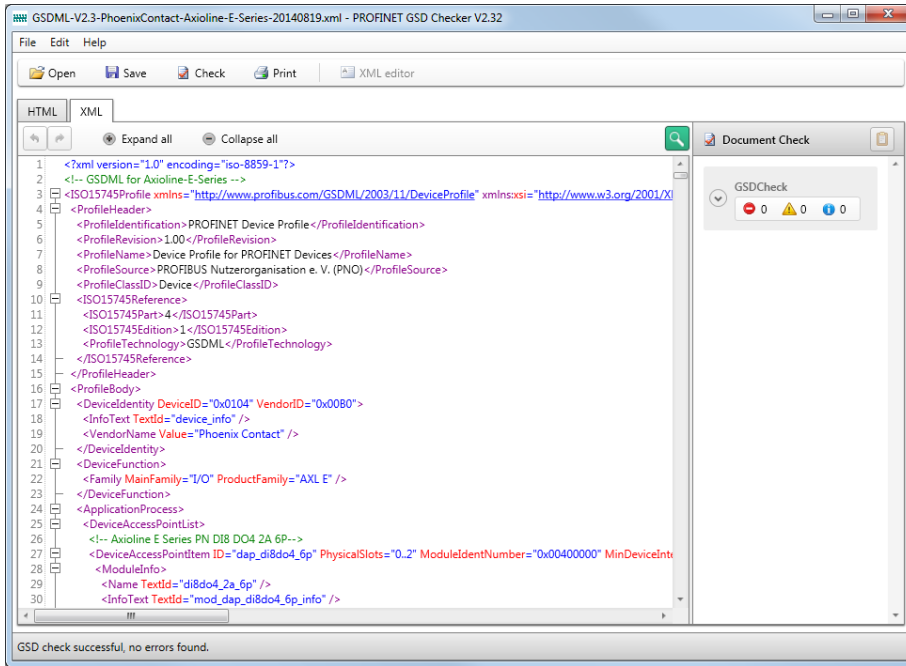 GSDML-V2.3-PhoenixContact-Axioline-E-Series-20140819.xml - PROFINET GSD Checker V2.32
File Edit Help
Open Save Check Print XML editor
HTML XML
Expand all Collapse all
Document Check
GSDCheck
0 0 0
1 <?xml version="1.0" encoding="iso-8859-1"?>
2 <!-- GSDML for Axioline-E-Series -->
3 <ISO15745Profile xmlns="http://www.profibus.com/GSDML/2003/11/DeviceProfile" xmlns:xsi="http://www.w3.org/2001/XI
4 <ProfileHeader>
5 <ProfileIdentification>PROFINET Device Profile</ProfileIdentification>
6 <ProfileRevision>1.00</ProfileRevision>
7 <ProfileName>Device Profile for PROFINET Devices</ProfileName>
8 <ProfileSource>PROFIBUS Nutzerorganisation e. V. (PNO)</ProfileSource>
9 <ProfileClassID>Device</ProfileClassID>
10 <ISO15745Reference>
11 <ISO15745Part>4</ISO15745Part>
12 <ISO15745Edition>1</ISO15745Edition>
13 <ProfileTechnology>GSDML</ProfileTechnology>
14 </ISO15745Reference>
15 </ProfileHeader>
16 <ProfileBody>
17 <DeviceIdentity DeviceID="0x0104" VendorID="0x00B0">
18 <InfoText TextId="device_info" />
19 <VendorName Value="Phoenix Contact" />
20 </DeviceIdentity>
21 <DeviceFunction>
22 <Family MainFamily="I/O" ProductFamily="AXL E" />
23 </DeviceFunction>
24 <ApplicationProcess>
25 <DeviceAccessPointList>
26 <!-- Axioline E Series PN DI8 DO4 2A 6P-->
27 <DeviceAccessPointItem ID="dap_di8do4_6p" PhysicalSlots="0..2" ModuleIdentNumber="0x00400000" MinDeviceInte
28 <ModuleInfo>
29 <Name TextId="di8do4_2a_6p" />
30 <InfoText TextId="mod_dap_di8do4_6p_info" />
GSD check successful, no errors found.